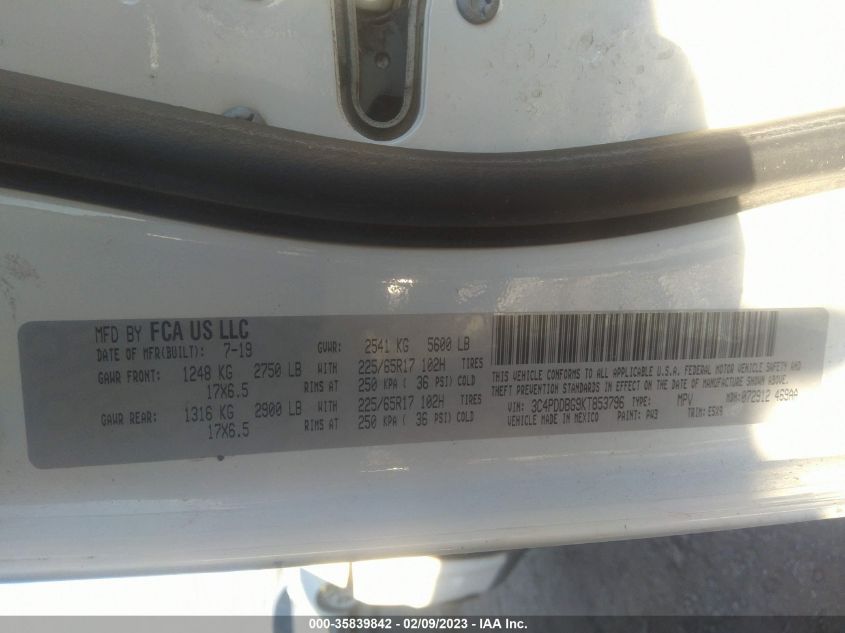 MFD BY FCA US LLC
DATE OF MFR(BUILT): 7-19 GVWR: 2541 KG 5600 LB
GAWR FRONT: 1248 KG 2750 LB WITH 225/65R17 102H TIRES
17X6.5 RIMS AT 250 KPA ( 36 PSI) COLD
GAWR REAR: 1316 KG 2900 LB WITH 225/65R17 102H TIRES
17X6.5 RIMS AT 250 KPA ( 36 PSI) COLD
THIS VEHICLE CONFORMS TO ALL APPLICABLE U.S.A. FEDERAL MOTOR VEHICLE SAFETY AND
THEFT PREVENTION STANDARDS IN EFFECT ON THE DATE OF MANUFACTURE SHOWN ABOVE.
VIN: 3C4PDDBG9KT853796 TYPE: MPV MDH: 072912 469AA
VEHICLE MADE IN MEXICO PAINT: PW3 TRIM: E5X9
000-35839842 - 02/09/2023 - IAA Inc.